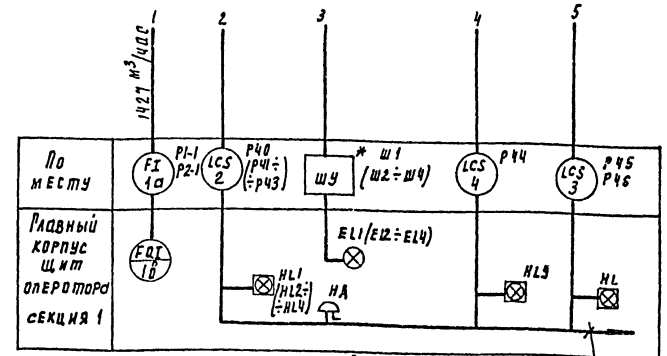 1 2 3 4 5
1427 м³/час
По
месту
FI
1а
P1-1
P2-1
LCS
2
P40
(P41÷
÷P43)
ШУ
* Ш1
(Ш2÷Ш4)
LCS
4
P44
LCS
3
P45
P46
Главный
корпус
щит
оператора
секция 1
FQI
1б
EL1(EL2÷EL4)
HL1
(HL2÷
÷HL4)
HA
HL5
HL